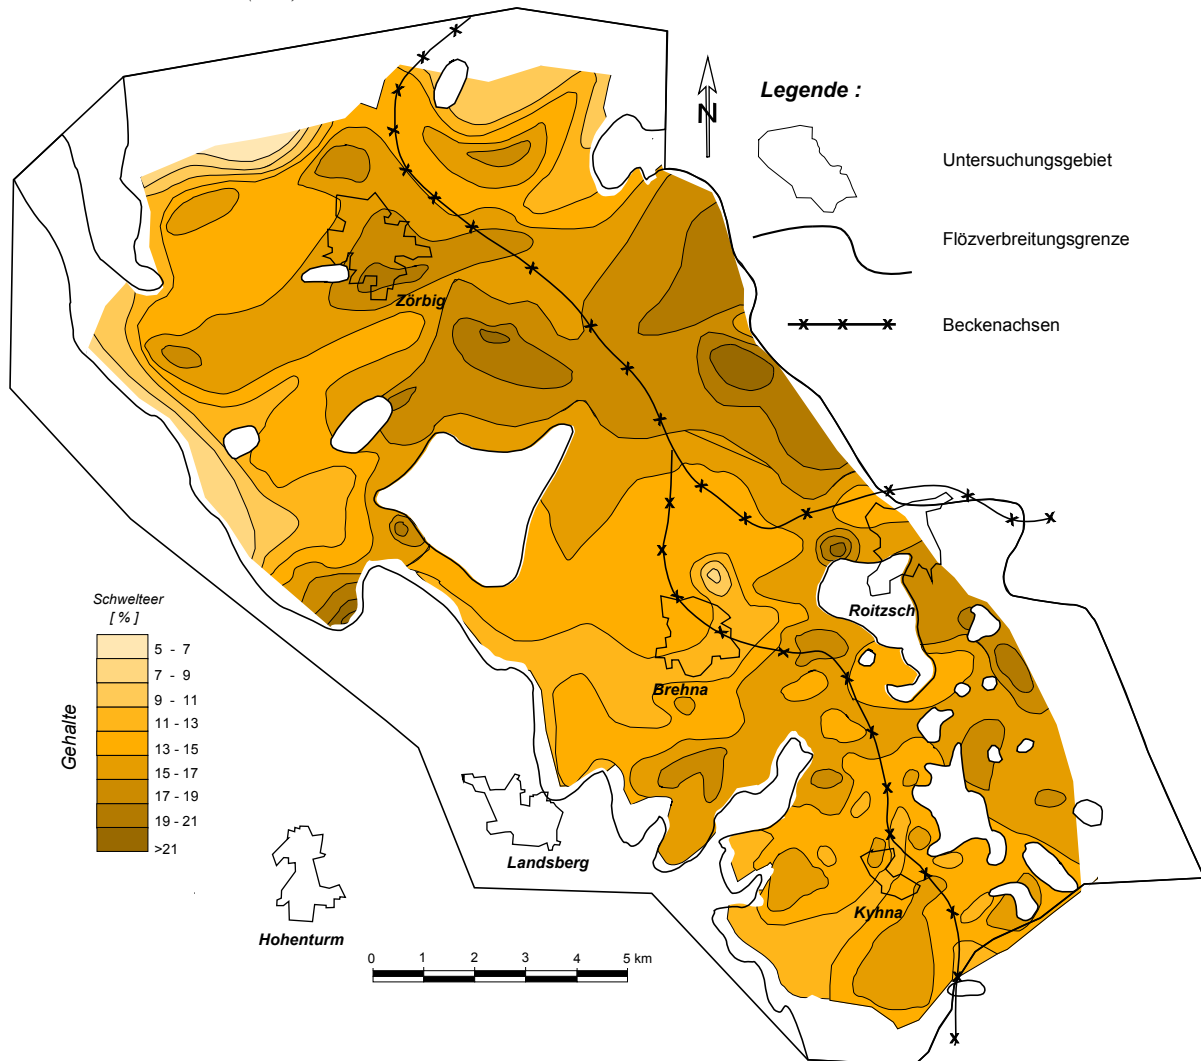 N
Legende :
Untersuchungsgebiet
Flözverbreitungsgrenze
x x x
Beckenachsen
Zörbig
Roitzsch
Brehna
Landsberg
Kyhna
Hohenturm
Schwelteer
[ % ]
Gehalte
5 - 7
7 - 9
9 - 11
11 - 13
13 - 15
15 - 17
17 - 19
19 - 21
>21
0 1 2 3 4 5 km